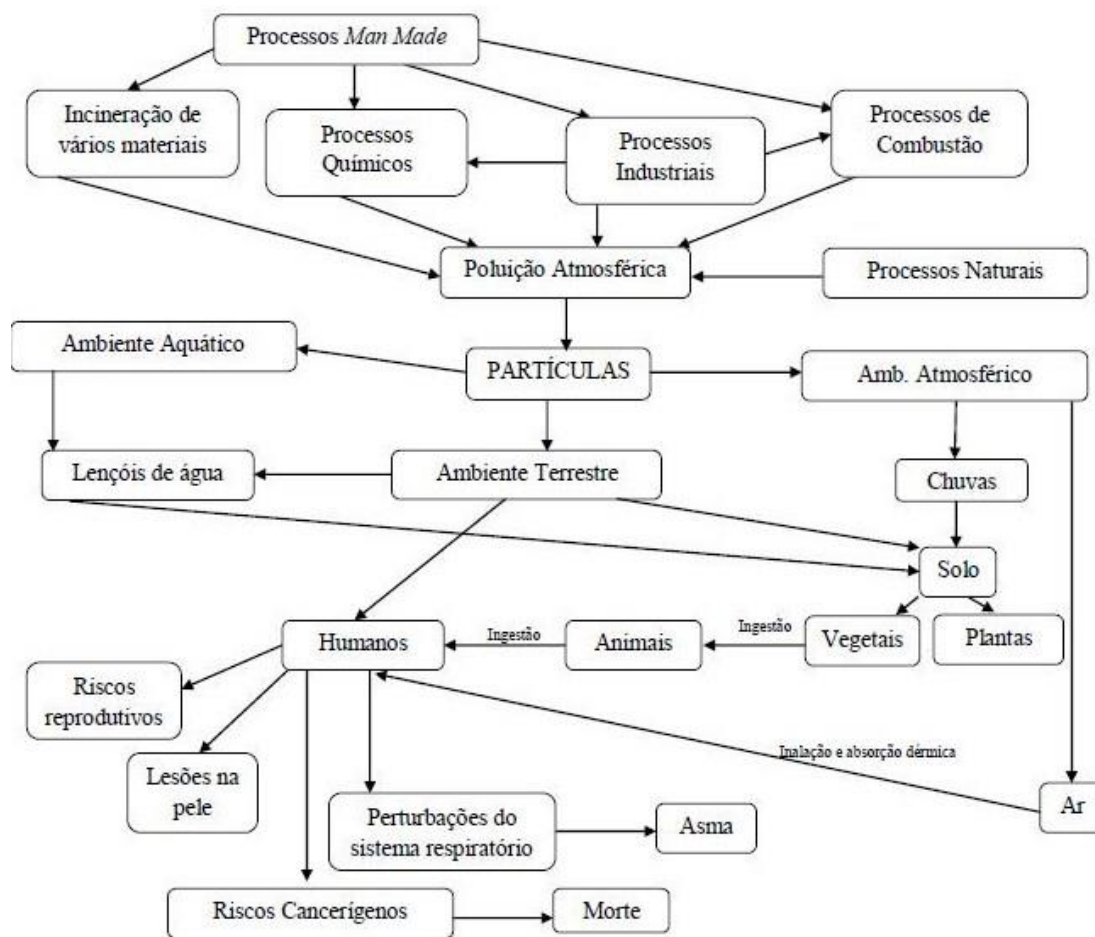 Processos Man Made
Incineração de
vários materiais
Processos
Químicos
Processos
Industriais
Processos de
Combustão
Poluição Atmosférica
Processos Naturais
Ambiente Aquático
PARTÍCULAS
Amb. Atmosférico
Lençóis de água
Ambiente Terrestre
Chuvas
Solo
Humanos
Ingestão
Animais
Ingestão
Vegetais
Plantas
Riscos
reprodutivos
Lesões na
pele
Inalação e absorção dérmica
Perturbações do
sistema respiratório
Asma
Ar
Riscos Cancerígenos
Morte